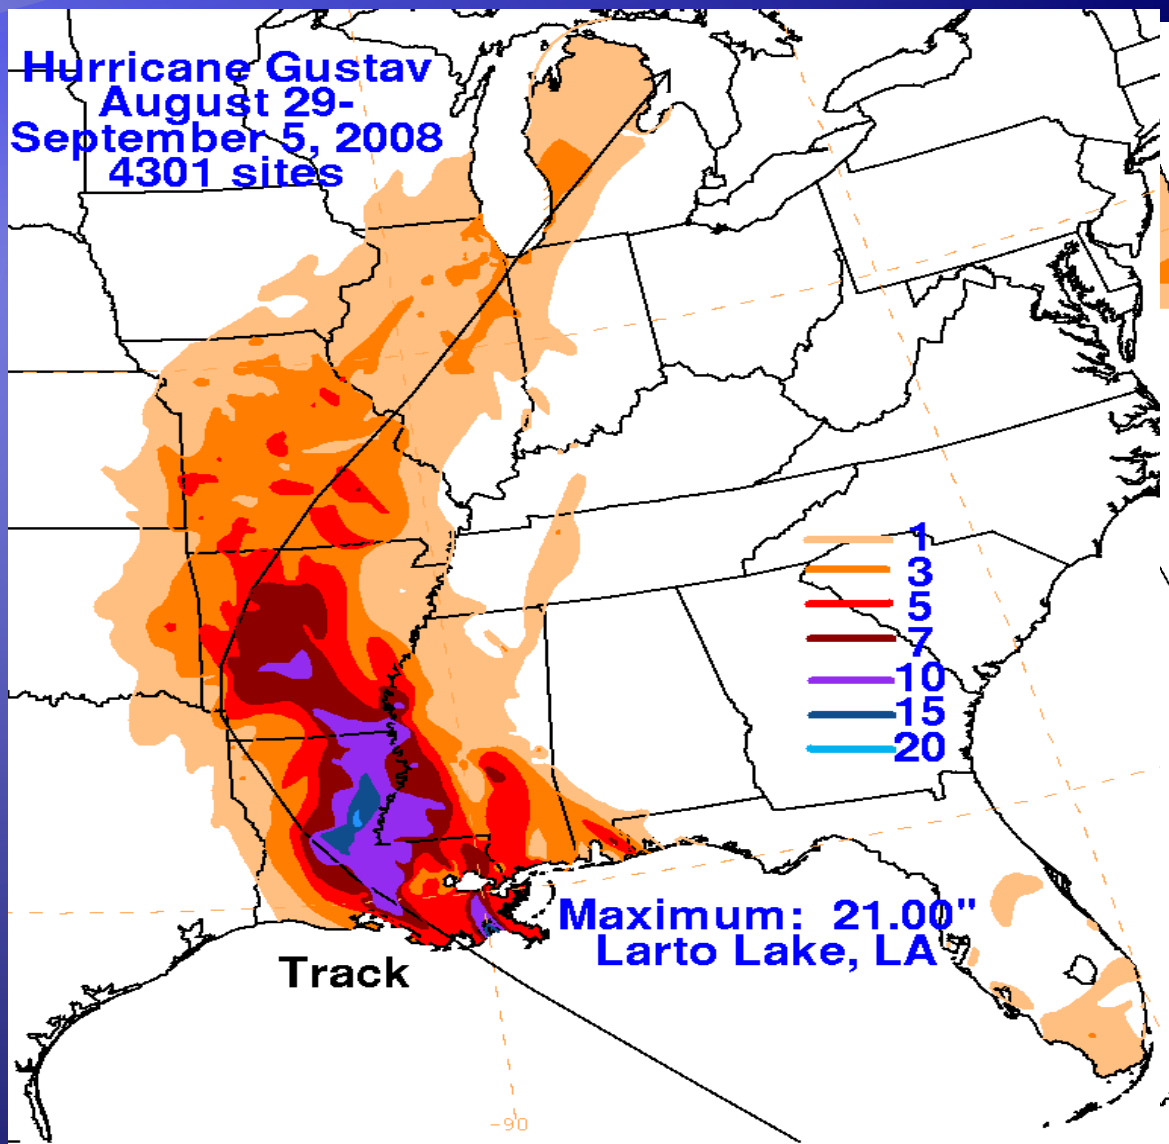 Hurricane Gustav
August 29-
September 5, 2008
4301 sites
1
3
5
7
10
15
20
Maximum: 21.00"
Larto Lake, LA
Track
-90